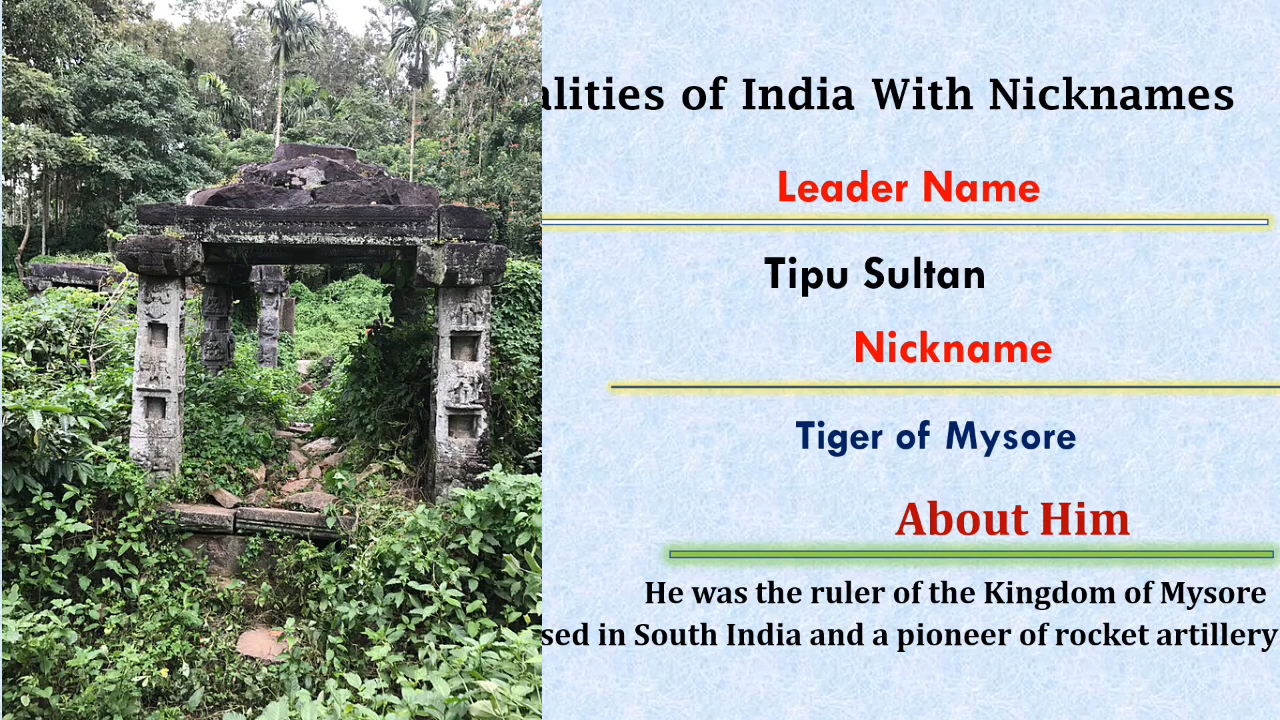 alities of India With Nicknames
Leader Name
Tipu Sultan
Nickname
Tiger of Mysore
About Him
He was the ruler of the Kingdom of Mysore
sed in South India and a pioneer of rocket artillery